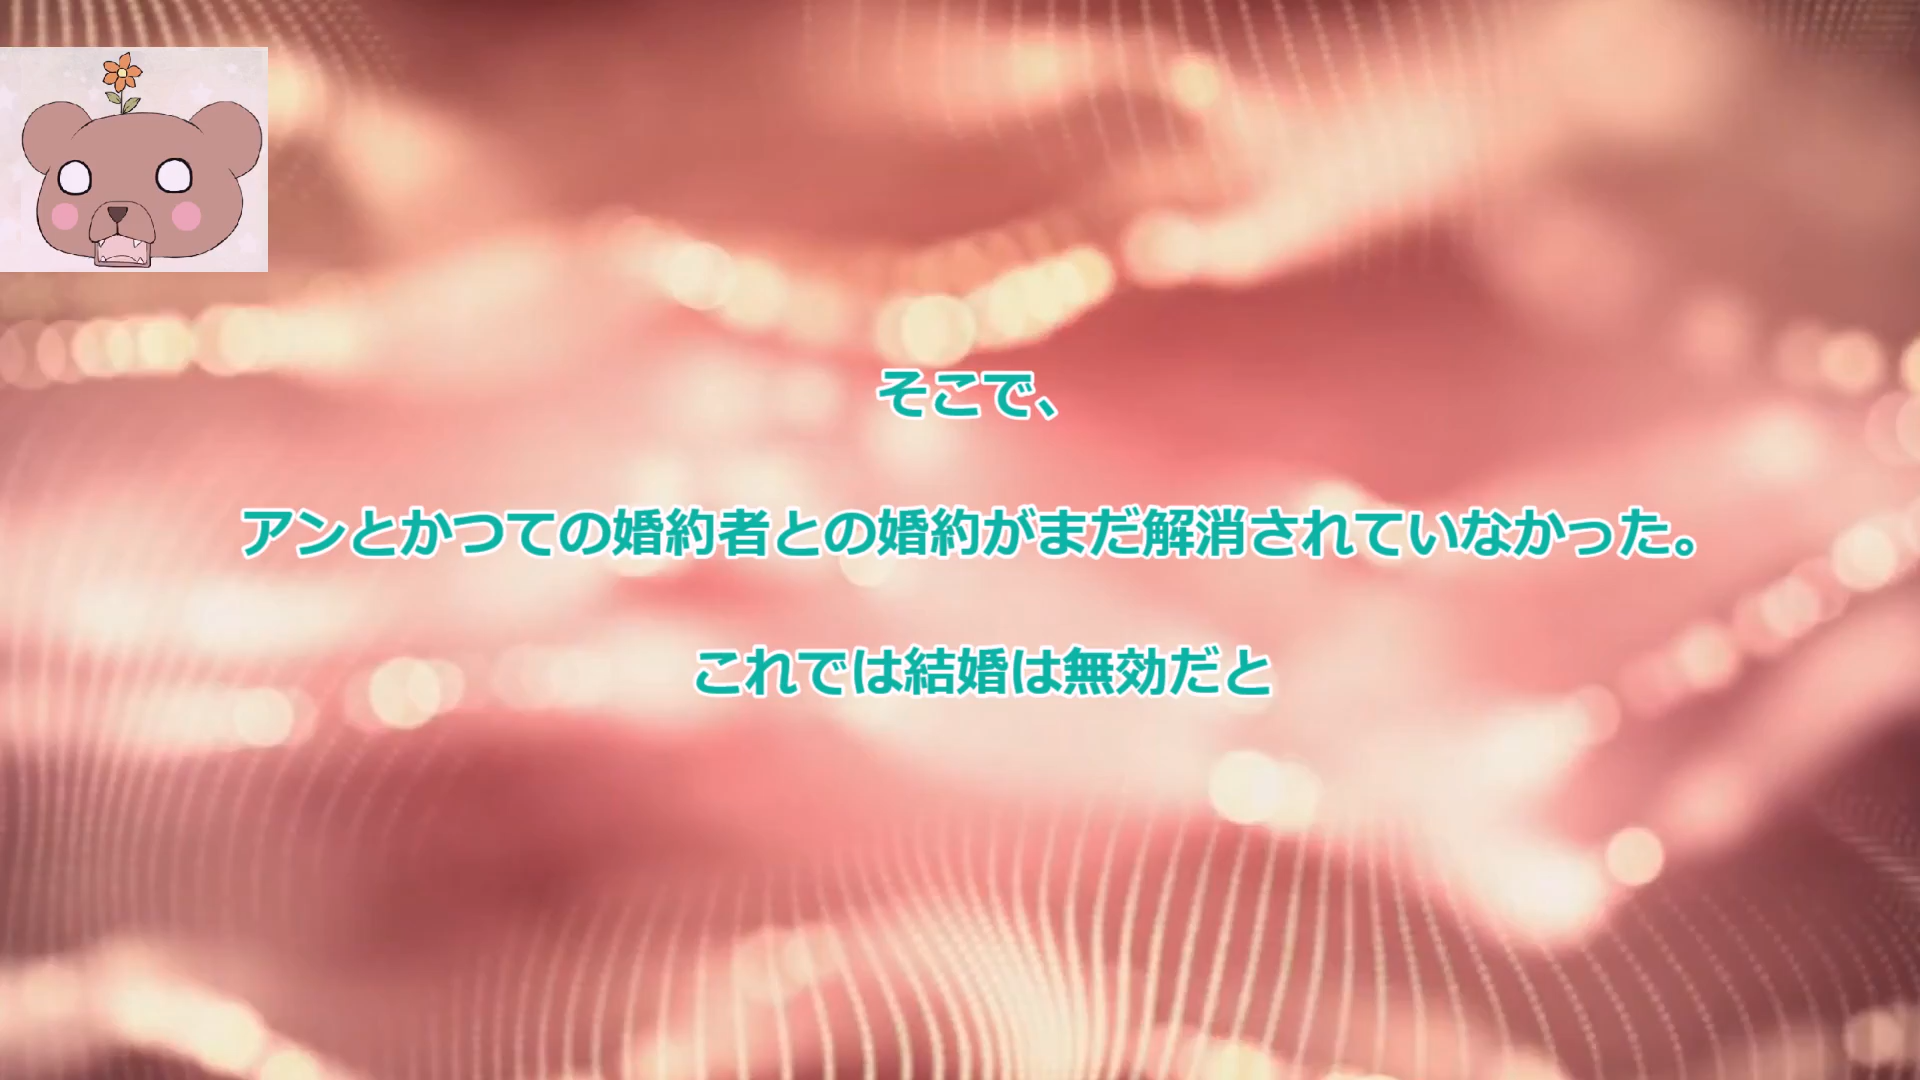 そこで、
アンとかつての婚約者との婚約がまだ解消されていなかった。
これでは結婚は無効だと